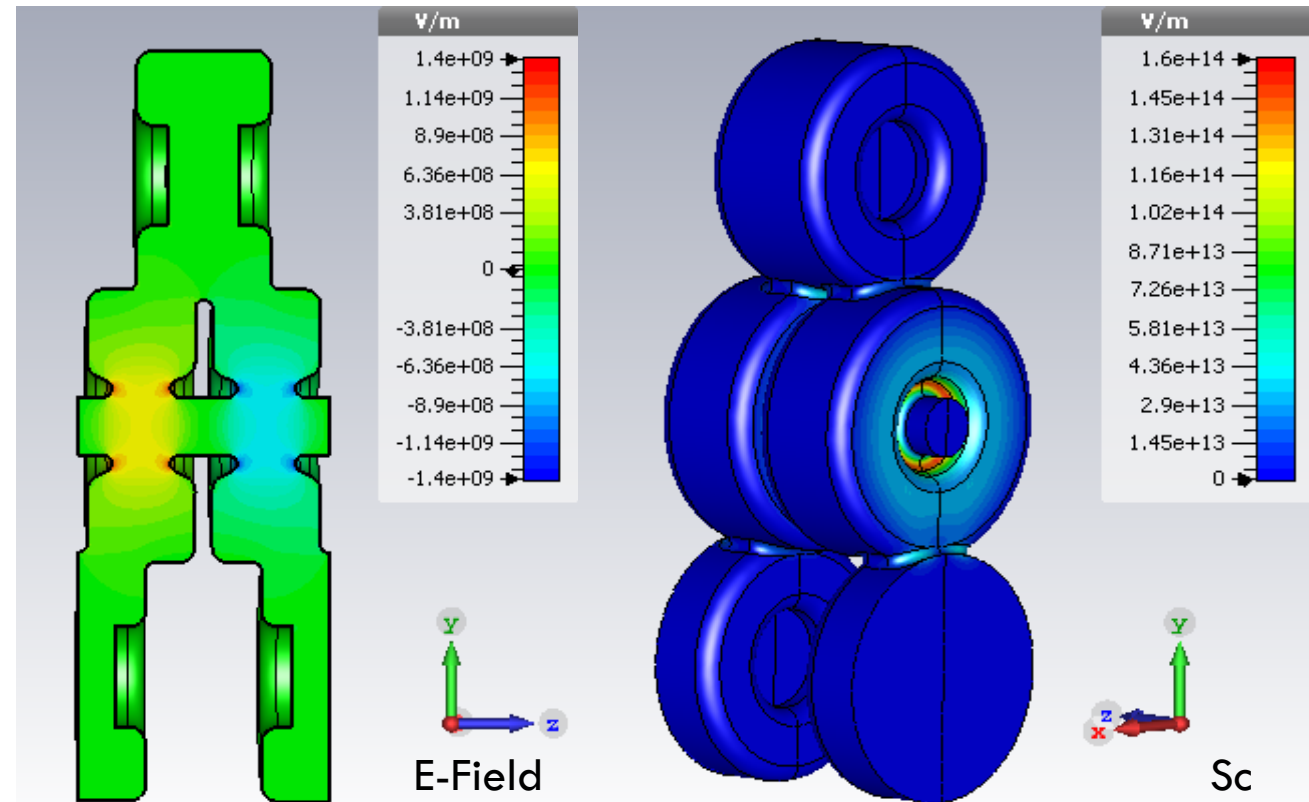 V/m
1.4e+09
1.14e+09
8.9e+08
6.36e+08
3.81e+08
0
-3.81e+08
-6.36e+08
-8.9e+08
-1.14e+09
-1.4e+09
y
z
E-Field
V/m
1.6e+14
1.45e+14
1.31e+14
1.16e+14
1.02e+14
8.71e+13
7.26e+13
5.81e+13
4.36e+13
2.9e+13
1.45e+13
0
y
z
x
Sc